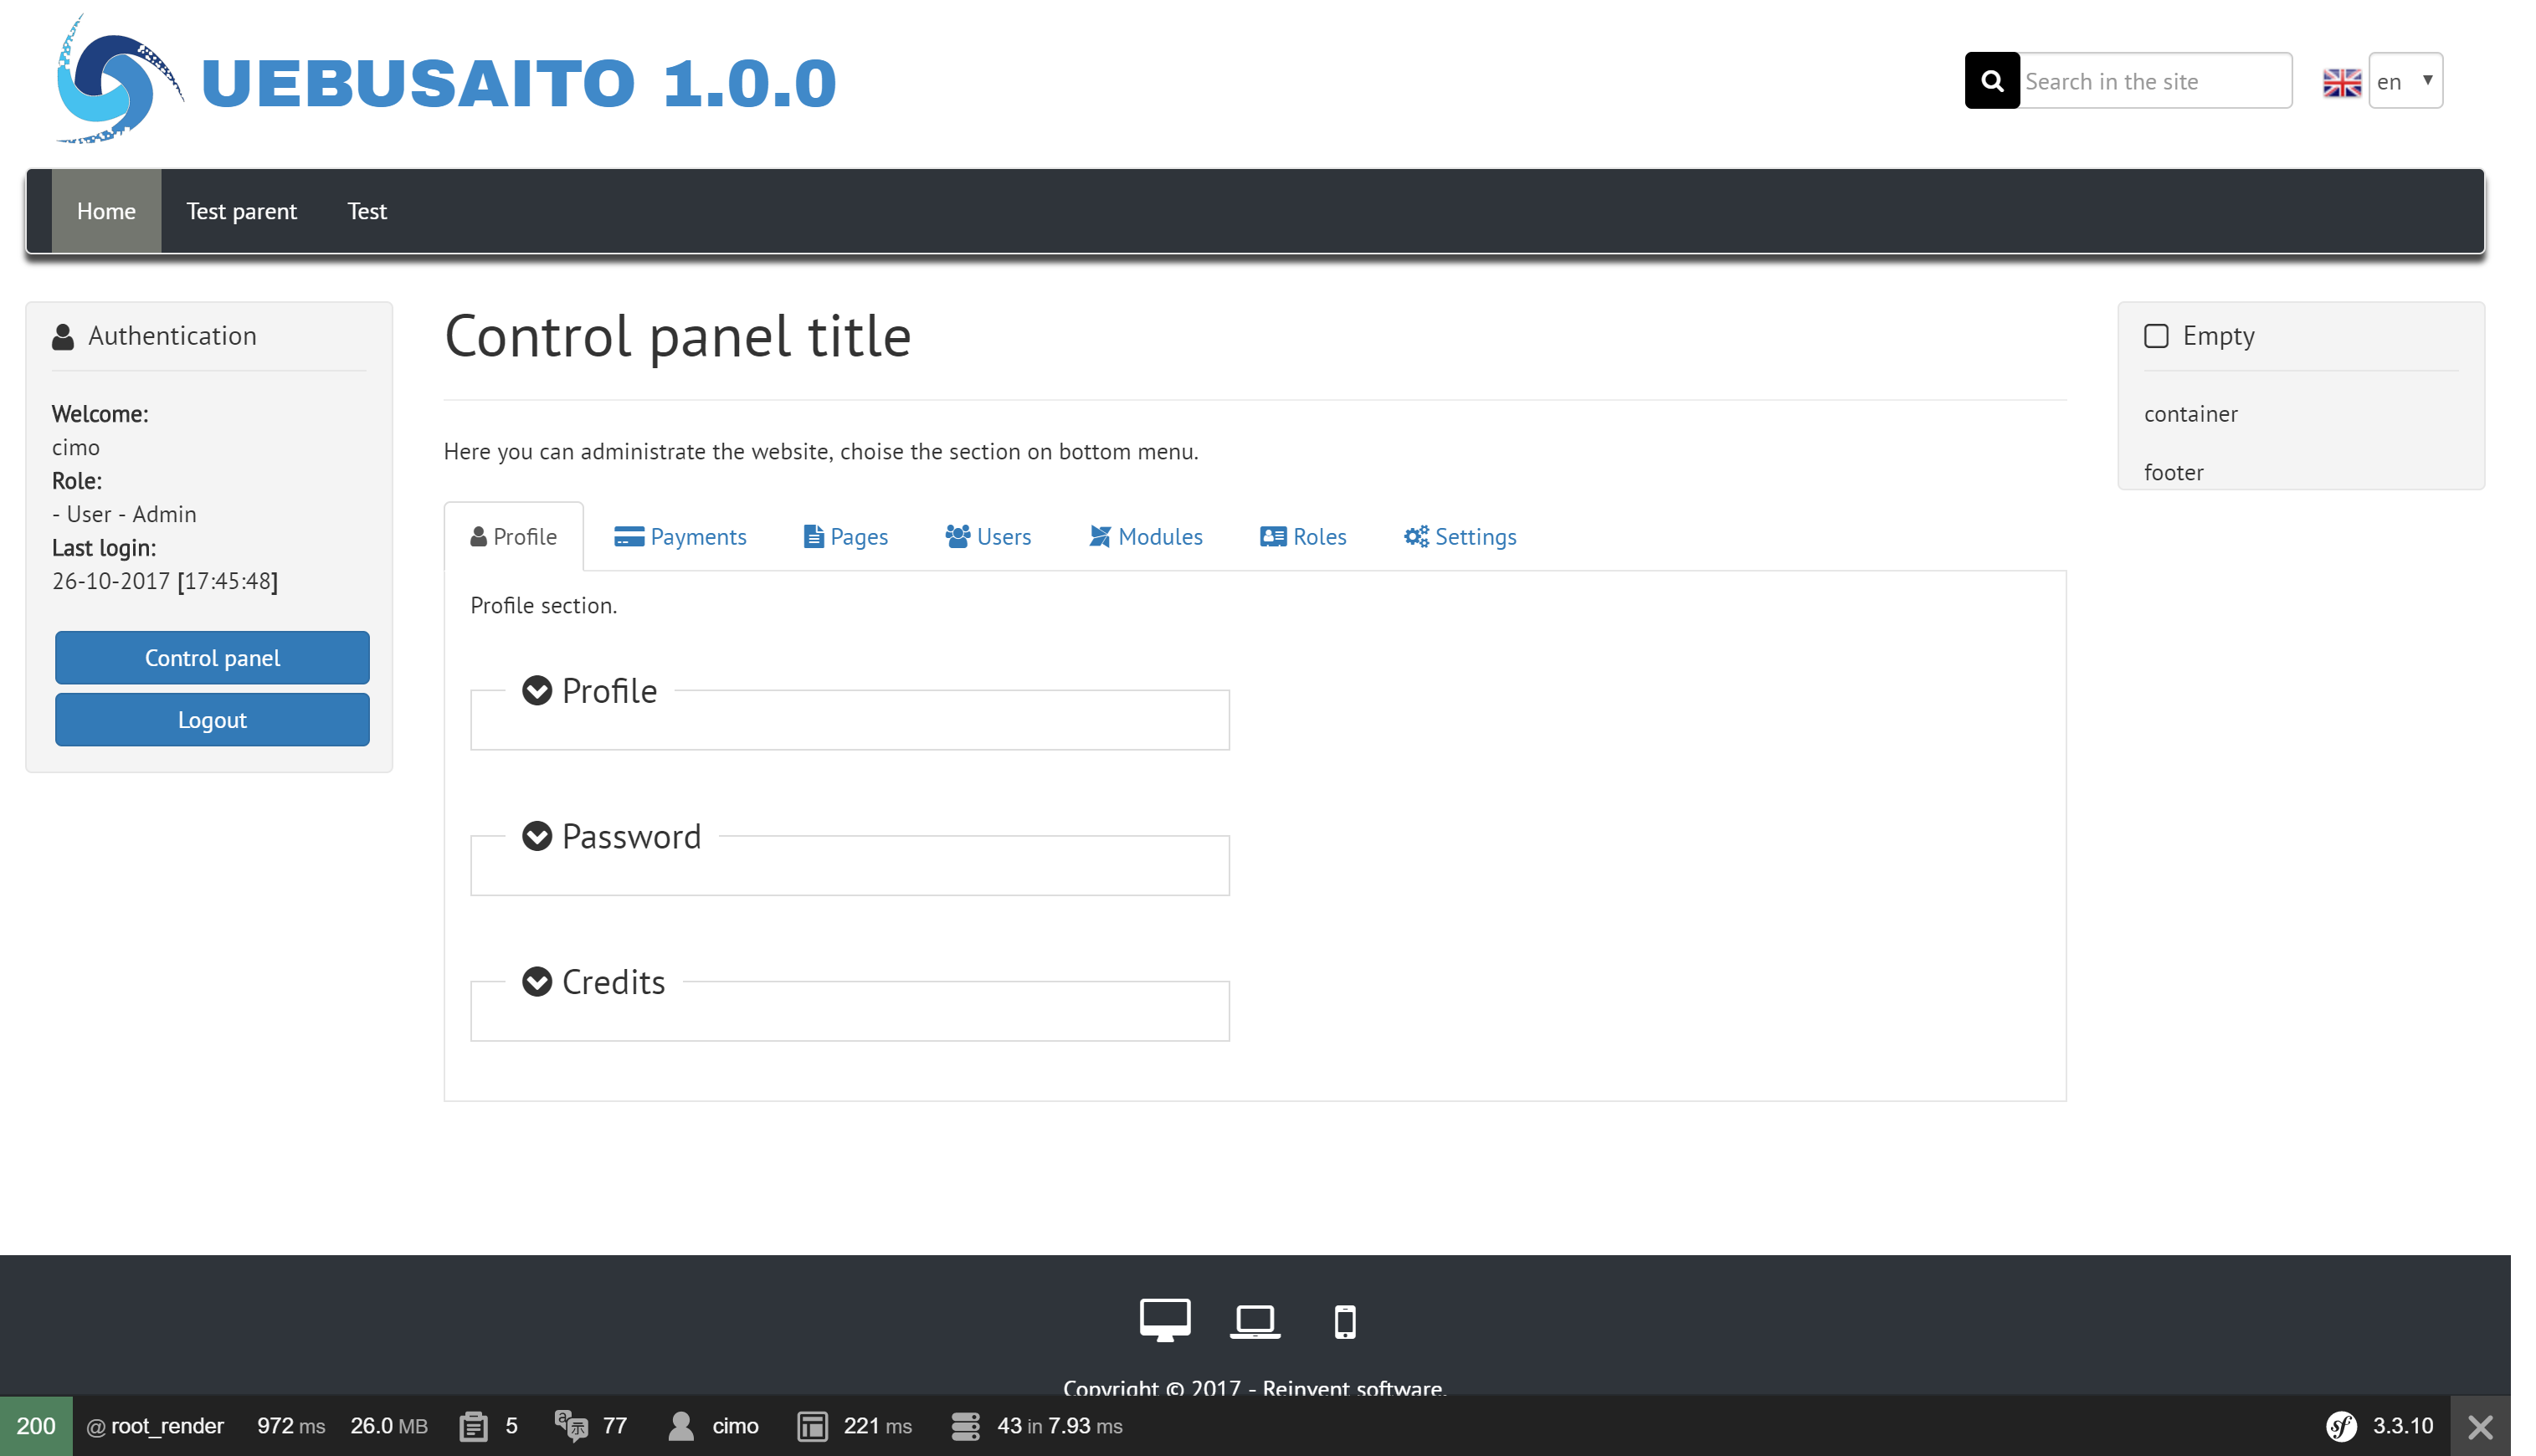 UEBUSAITO 1.0.0
Search in the site
en
Home
Test parent
Test
Authentication
Welcome:
cimo
Role:
- User - Admin
Last login:
26-10-2017 [17:45:48]
Control panel
Logout
Control panel title
Here you can administrate the website, choise the section on bottom menu.
Profile
Payments
Pages
Users
Modules
Roles
Settings
Profile section.
Profile
Password
Credits
Empty
container
footer
Copyright © 2017 - Reinvent software.
200
@ root_render
972 ms
26.0 MB
5
77
cimo
221 ms
43 in 7.93 ms
3.3.10